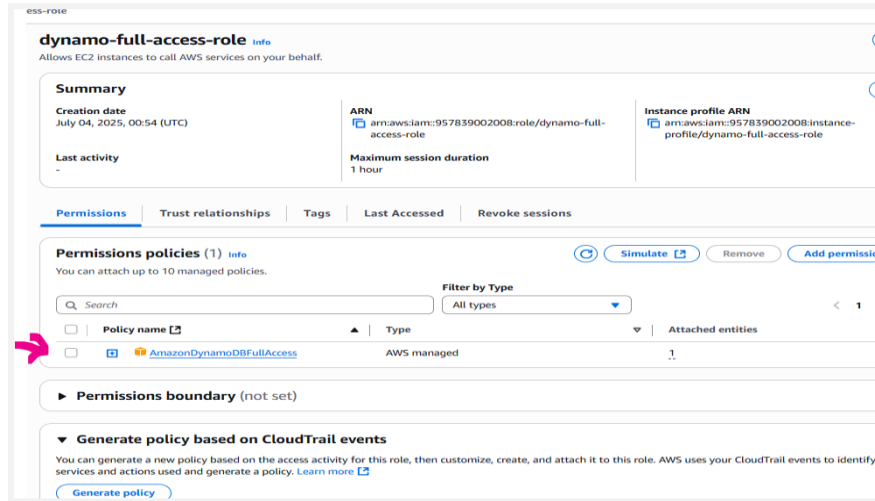 ess-role
dynamo-full-access-role Info
Allows EC2 instances to call AWS services on your behalf.
Summary
Creation date
July 04, 2025, 00:54 (UTC)
ARN
arn:aws:iam::957839002008:role/dynamo-full-
access-role
Instance profile ARN
arn:aws:iam::957839002008:instance-
profile/dynamo-full-access-role
Last activity
-
Maximum session duration
1 hour
Permissions Trust relationships Tags Last Accessed Revoke sessions
Permissions policies (1) Info
Simulate Remove Add permissi
You can attach up to 10 managed policies.
Filter by Type
Search All types 1
Policy name Type Attached entities
AmazonDynamoDBFullAccess AWS managed 1
Permissions boundary (not set)
Generate policy based on CloudTrail events
You can generate a new policy based on the access activity for this role, then customize, create, and attach it to this role. AWS uses your CloudTrail events to identify
services and actions used and generate a policy. Learn more
Generate policy